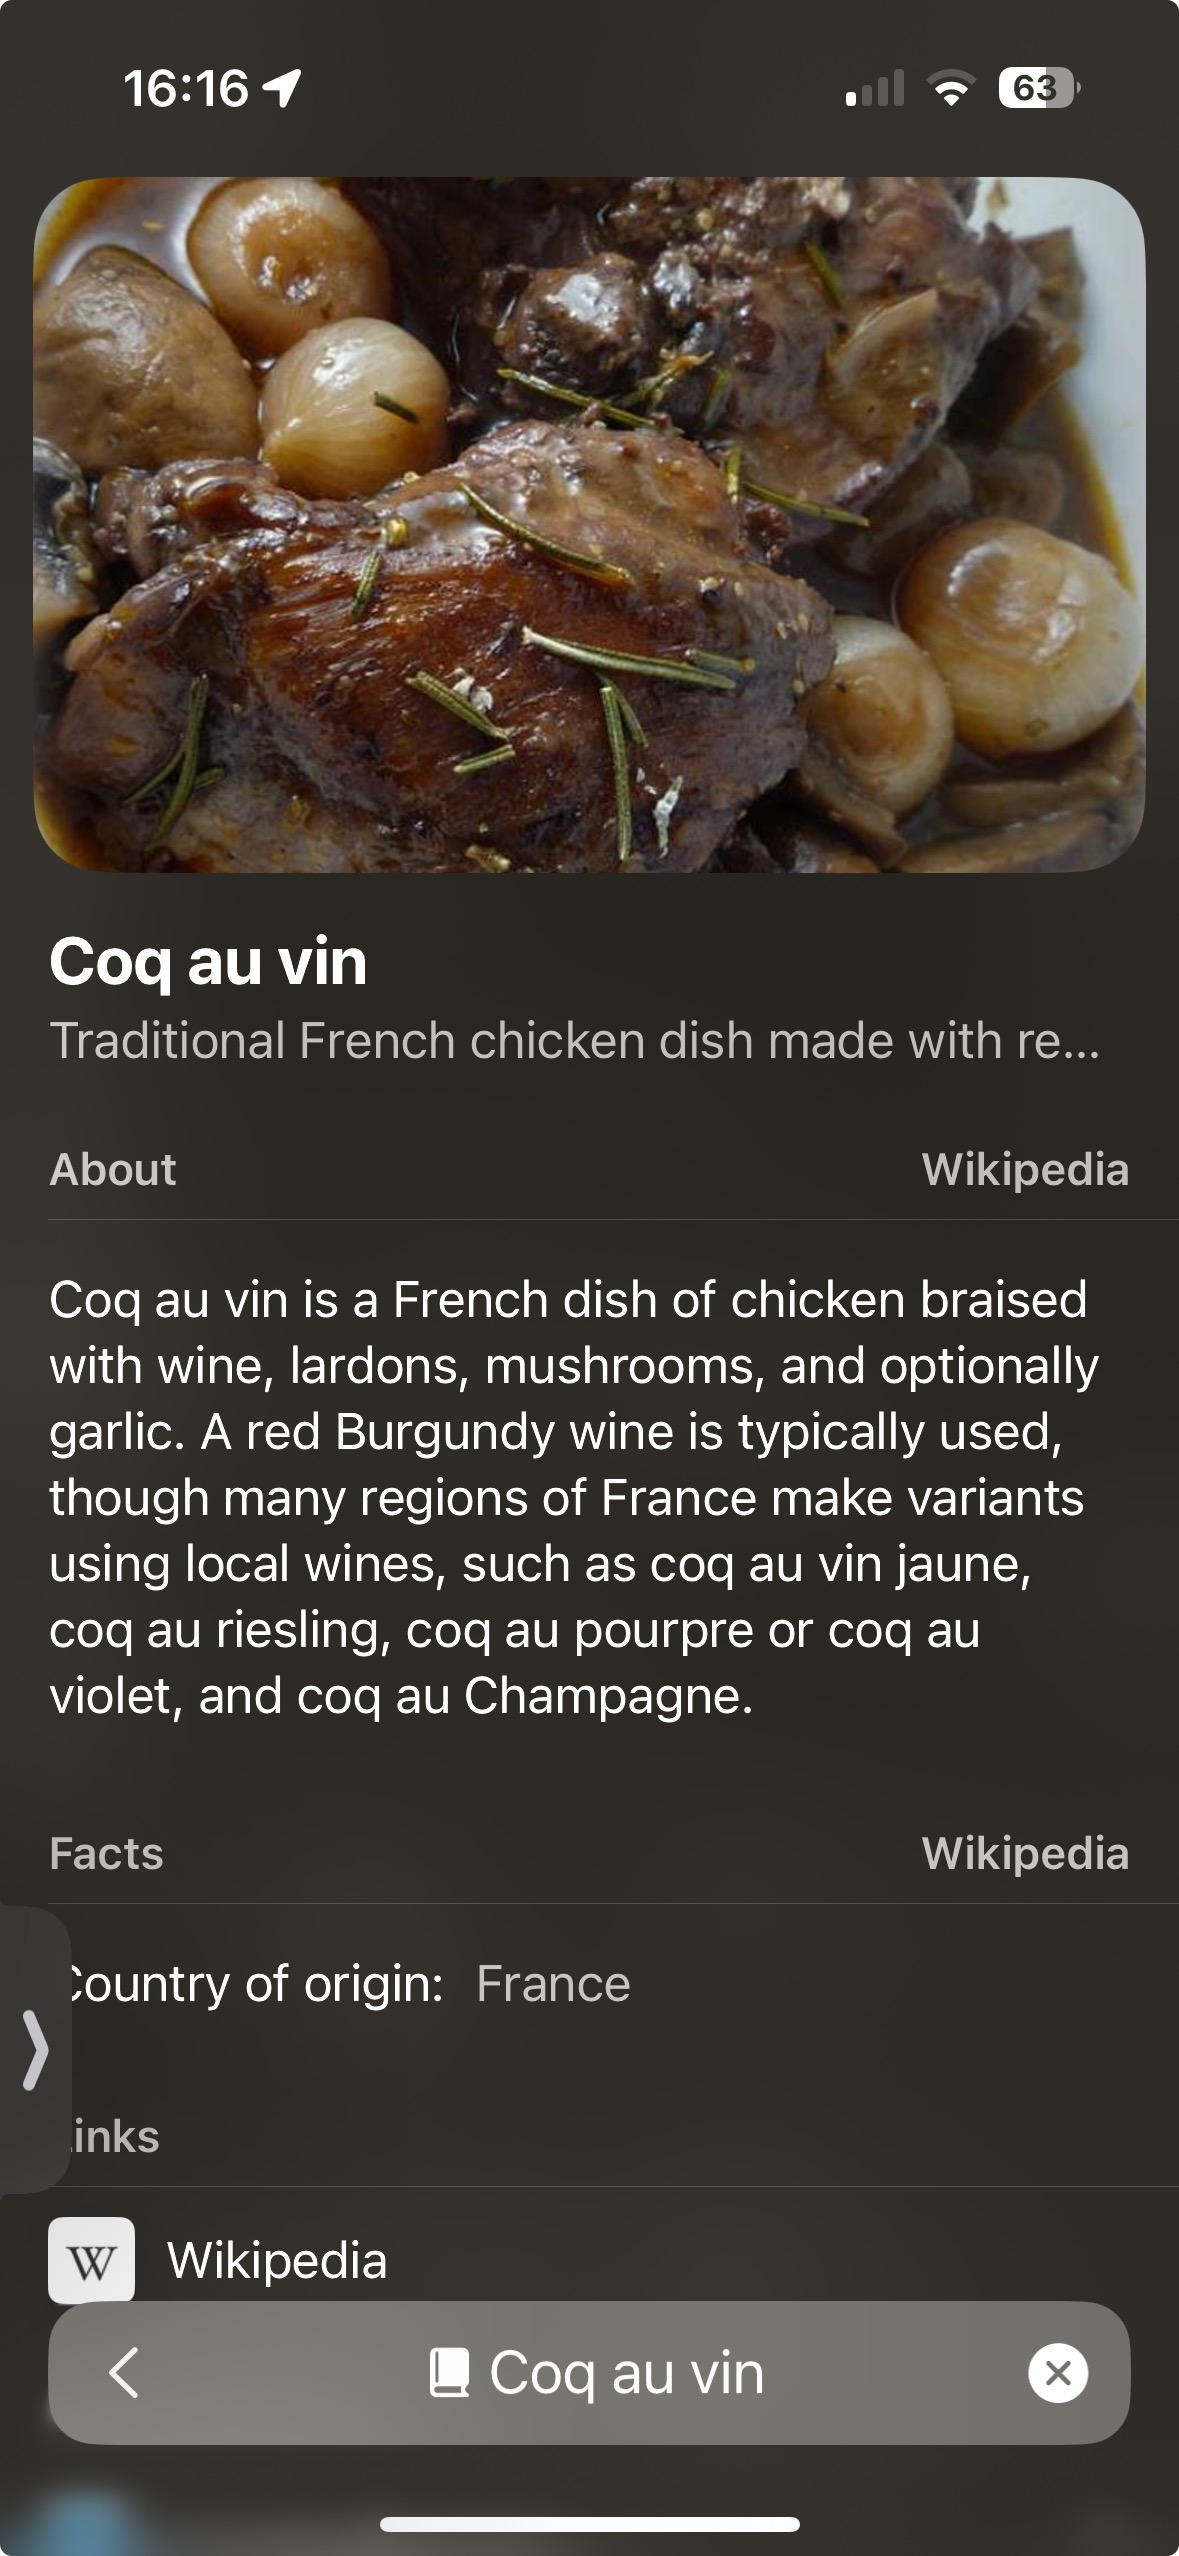 16:16
63
Coq au vin
Traditional French chicken dish made with re...
About
Wikipedia
Coq au vin is a French dish of chicken braised
with wine, lardons, mushrooms, and optionally
garlic. A red Burgundy wine is typically used,
though many regions of France make variants
using local wines, such as coq au vin jaune,
coq au riesling, coq au pourpre or coq au
violet, and coq au Champagne.
Facts
Wikipedia
Country of origin: France
Links
W
Wikipedia
Coq au vin